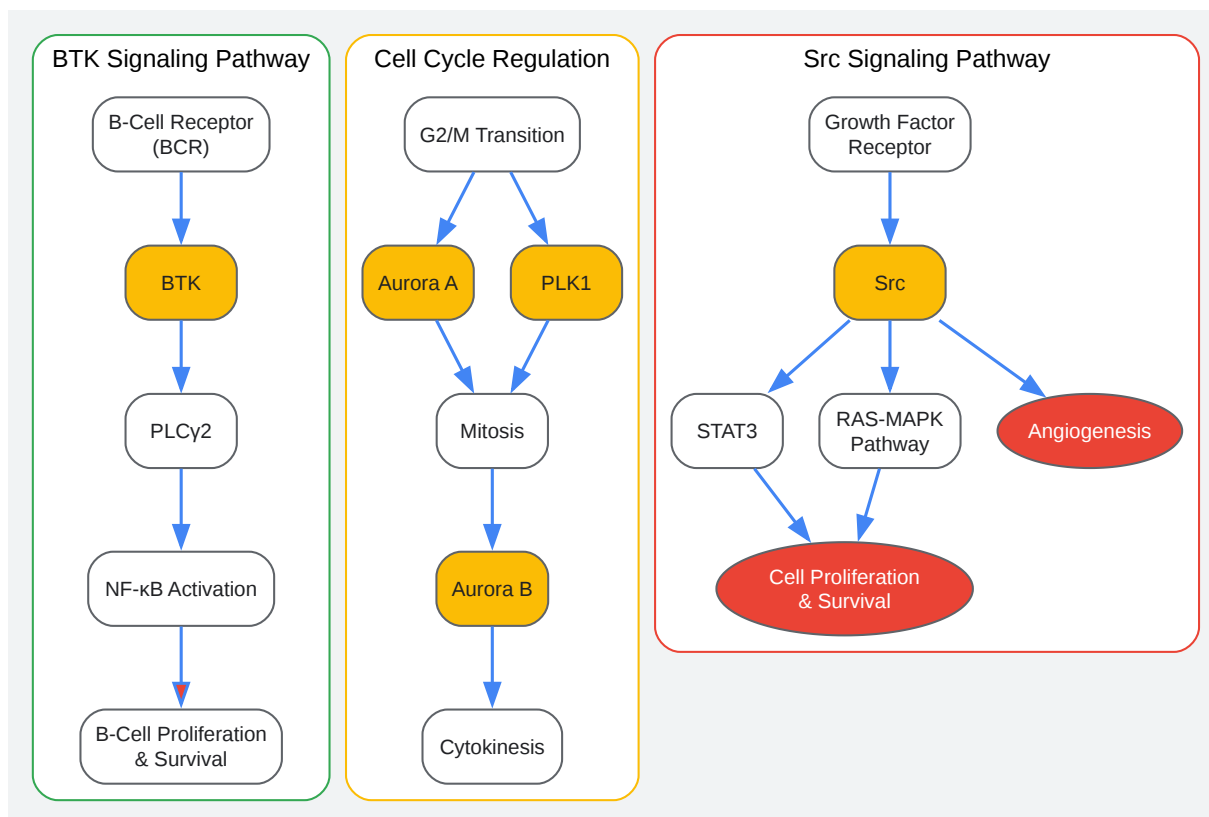 BTK Signaling Pathway
B-Cell Receptor
(BCR)
BTK
PLCγ2
NF-κB Activation
B-Cell Proliferation
& Survival
Cell Cycle Regulation
G2/M Transition
Aurora A
PLK1
Mitosis
Aurora B
Cytokinesis
Src Signaling Pathway
Growth Factor
Receptor
Src
STAT3
RAS-MAPK
Pathway
Angiogenesis
Cell Proliferation
& Survival